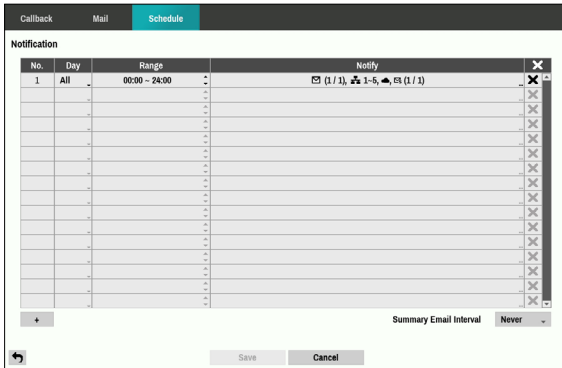 Callback Mail Schedule
Notification
No. Day Range Notify
1 All 00:00 ~ 24:00 (1 / 1), 1~5, (1 / 1)
+ Summary Email Interval Never
Save Cancel